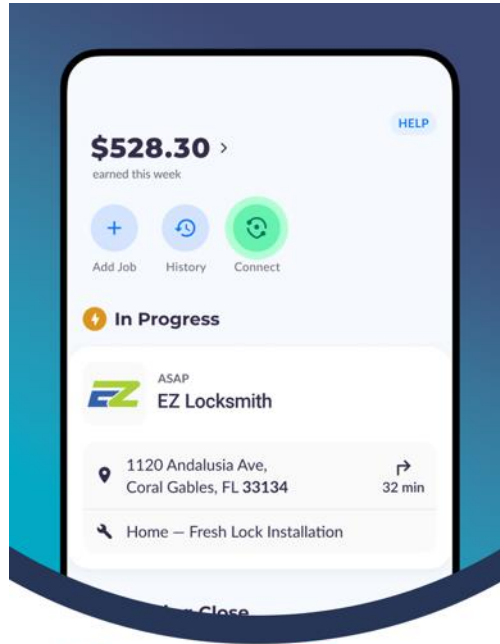 HELP
$528.30 >
earned this week
+
Add Job
History
Connect
In Progress
EZ
ASAP
EZ Locksmith
1120 Andalusia Ave,
Coral Gables, FL 33134
32 min
Home — Fresh Lock Installation
Close